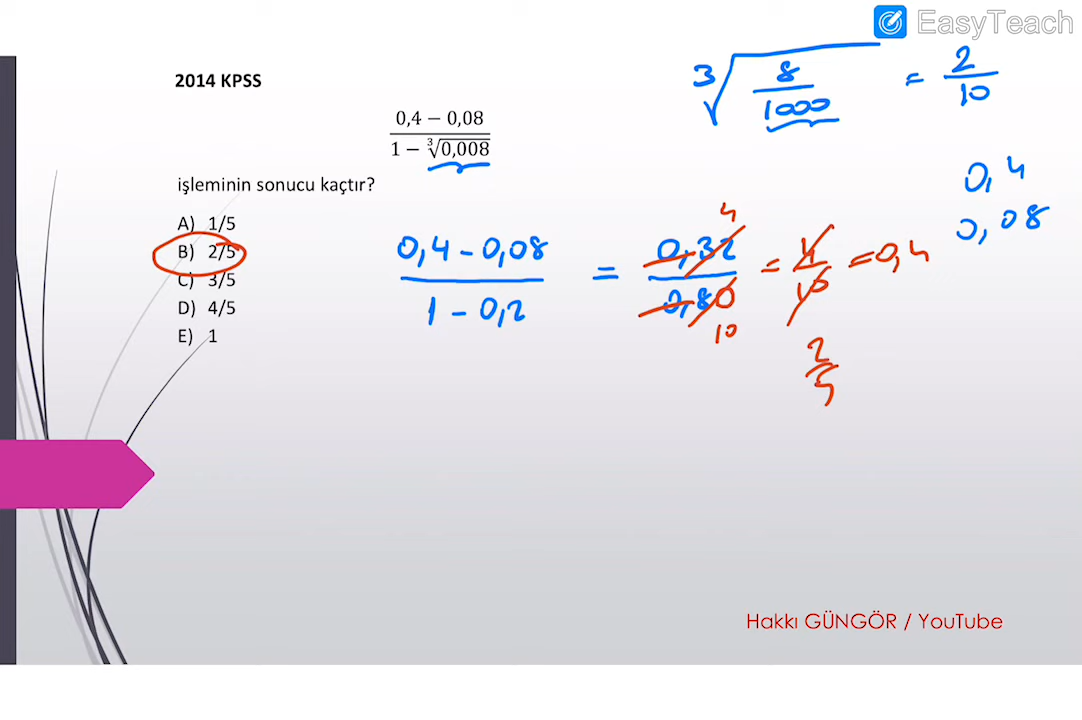 EasyTeach
2014 KPSS
0,4 − 0,08
1 − ∛0,008
işleminin sonucu kaçtır?
A) 1/5
B) 2/5
C) 3/5
D) 4/5
E) 1
∛ 8/1000 = 2/10
0,4
0,08
0,4 - 0,08 / 1 - 0,2 = 0,32 / 0,80 = 4/10 = 0,4
4
10
2/5
Hakkı GÜNGÖR / YouTube